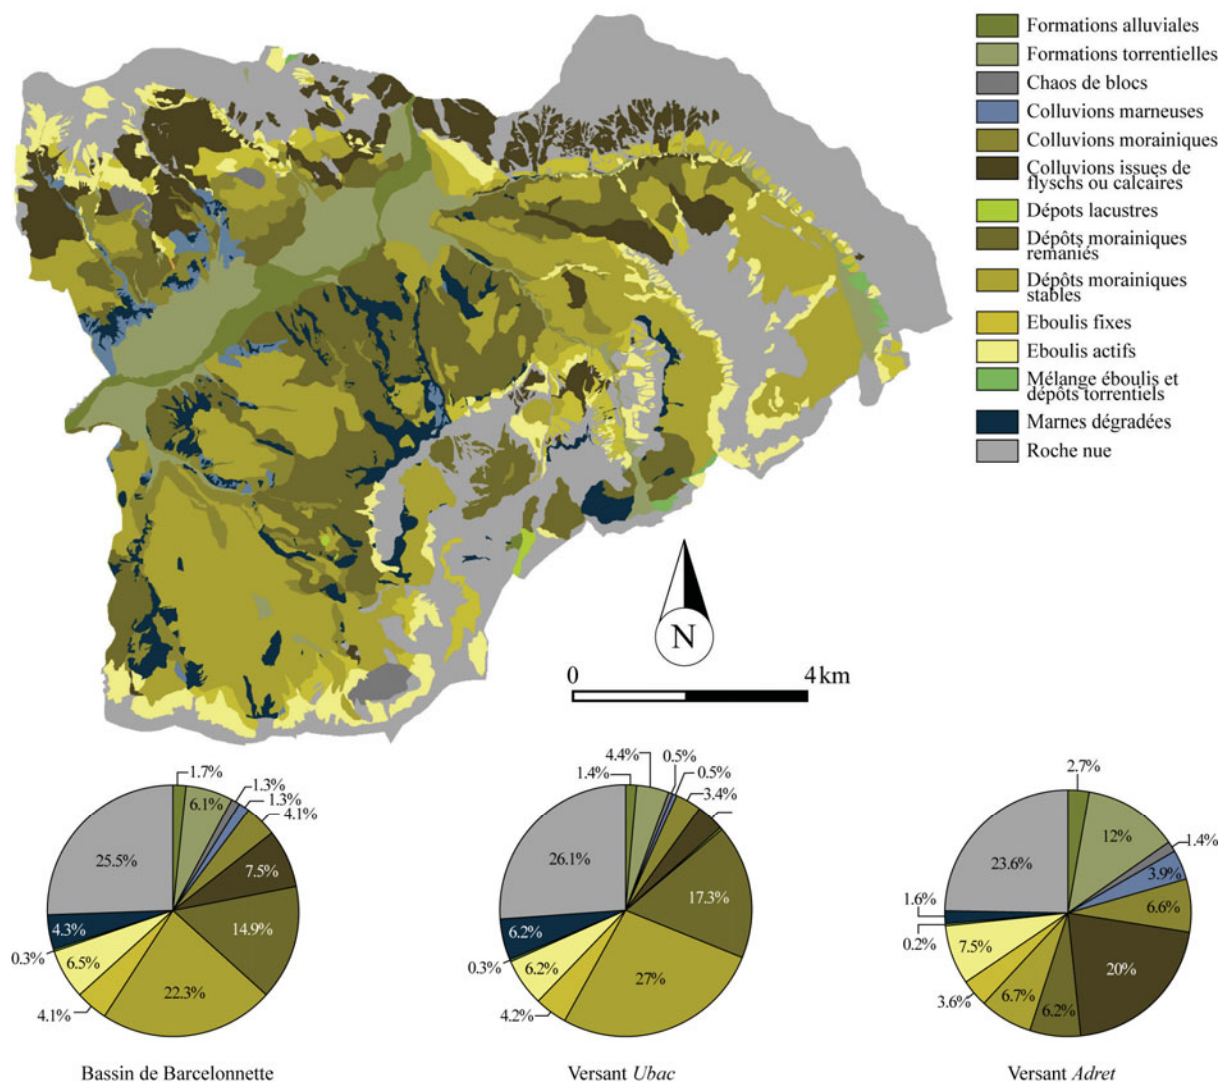 Formations alluviales
Formations torrentielles
Chaos de blocs
Colluvions marneuses
Colluvions morainiques
Colluvions issues de
flyschs ou calcaires
Dépots lacustres
Dépôts morainiques
remaniés
Dépôts morainiques
stables
Eboulis fixes
Eboulis actifs
Mélange éboulis et
dépôts torrentiels
Marnes dégradées
Roche nue
N
0
4 km
1.7%
6.1%
1.3%
1.3%
4.1%
7.5%
14.9%
22.3%
4.1%
6.5%
0.3%
4.3%
25.5%
Bassin de Barcelonnette
1.4%
4.4%
0.5%
0.5%
3.4%
17.3%
27%
4.2%
6.2%
0.3%
6.2%
26.1%
Versant Ubac
2.7%
12%
1.4%
3.9%
6.6%
20%
6.2%
6.7%
3.6%
7.5%
0.2%
1.6%
23.6%
Versant Adret